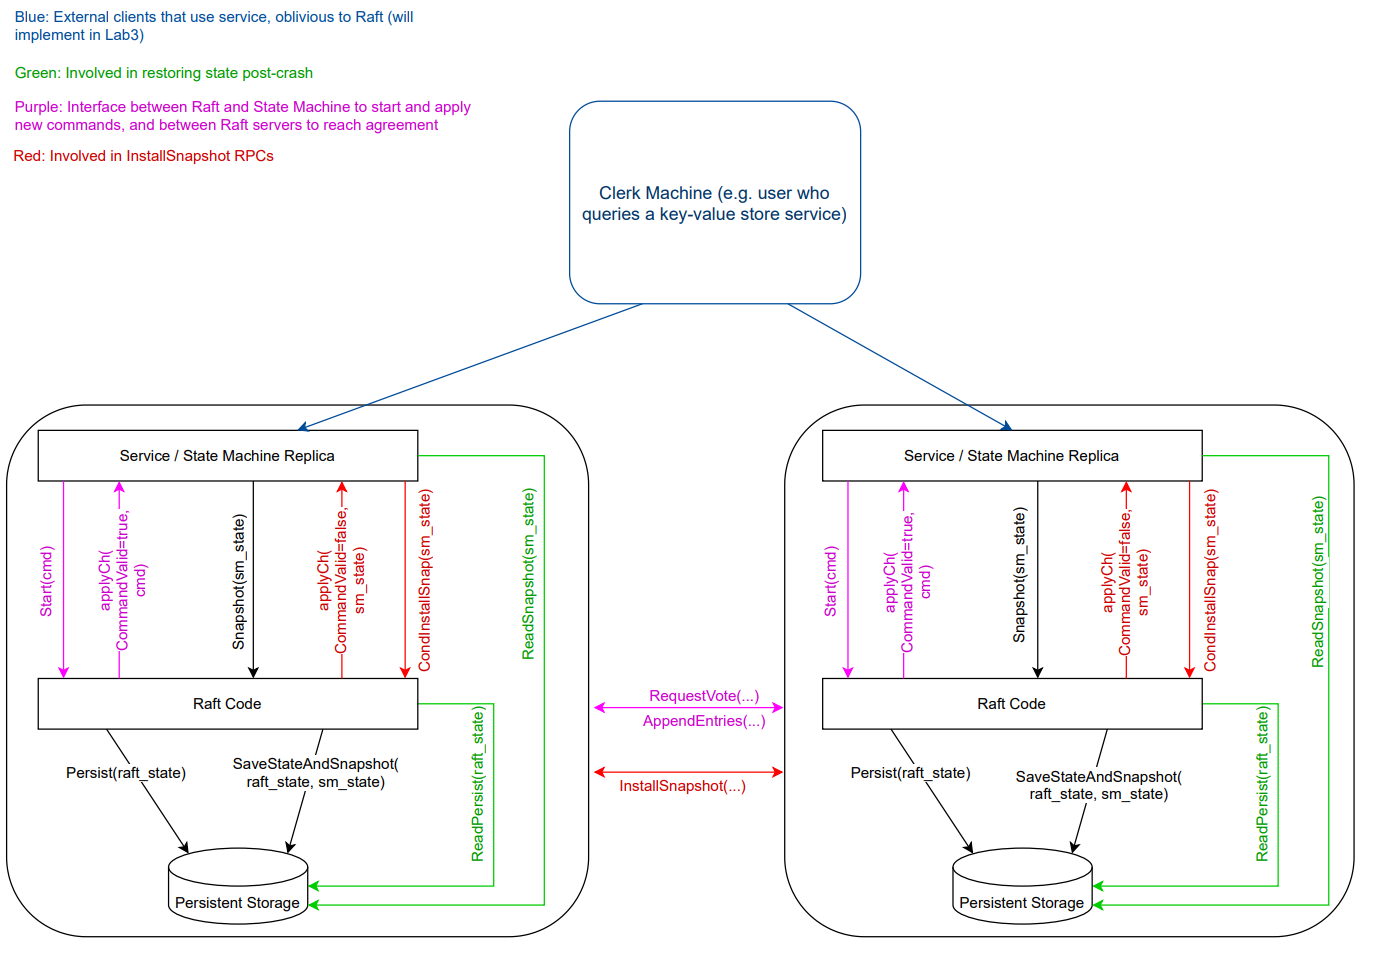 Blue: External clients that use service, oblivious to Raft (will
implement in Lab3)
Green: Involved in restoring state post-crash
Purple: Interface between Raft and State Machine to start and apply
new commands, and between Raft servers to reach agreement
Red: Involved in InstallSnapshot RPCs
Clerk Machine (e.g. user who
queries a key-value store service)
Service / State Machine Replica
Start(cmd)
applyCh(
CommandValid=true,
cmd)
Snapshot(sm_state)
applyCh(
CommandValid=false,
sm_state)
CondInstallSnap(sm_state)
ReadSnapshot(sm_state)
Raft Code
Persist(raft_state)
SaveStateAndSnapshot(
raft_state, sm_state)
ReadPersist(raft_state)
Persistent Storage
RequestVote(...)
AppendEntries(...)
InstallSnapshot(...)
Service / State Machine Replica
Start(cmd)
applyCh(
CommandValid=true,
cmd)
Snapshot(sm_state)
applyCh(
CommandValid=false,
sm_state)
CondInstallSnap(sm_state)
ReadSnapshot(sm_state)
Raft Code
Persist(raft_state)
SaveStateAndSnapshot(
raft_state, sm_state)
ReadPersist(raft_state)
Persistent Storage